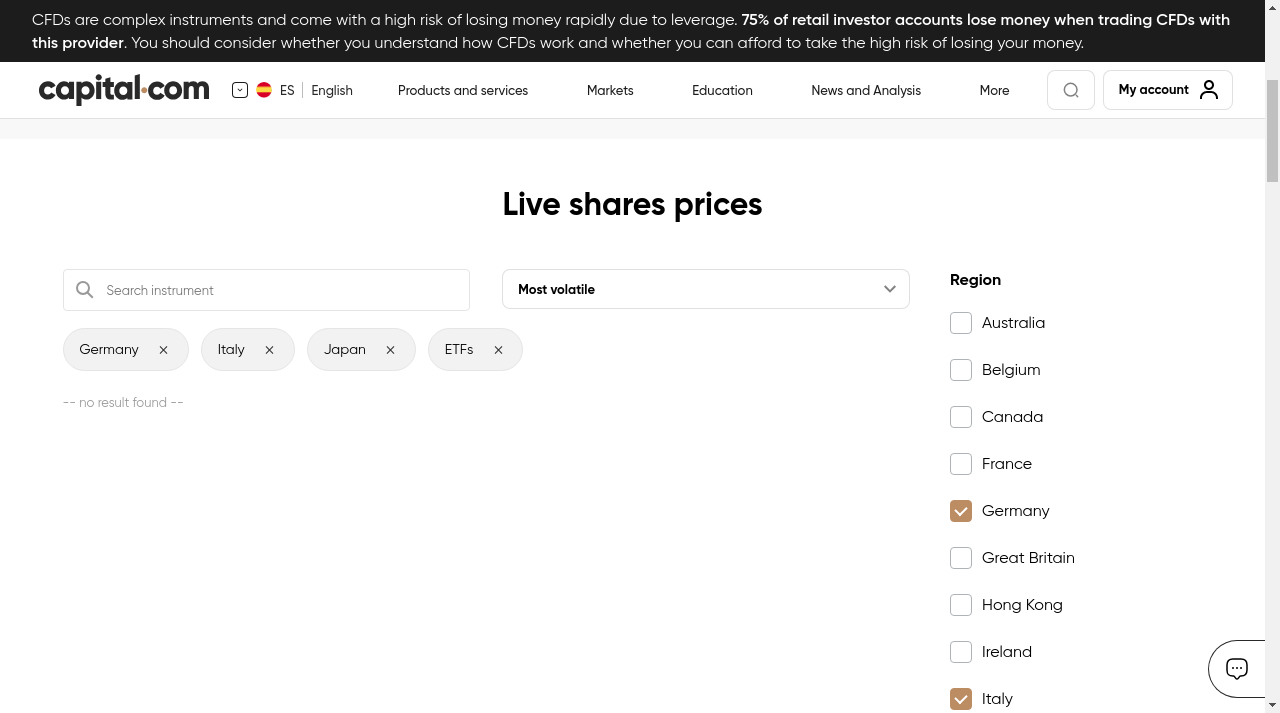 CFDs are complex instruments and come with a high risk of losing money rapidly due to leverage. 75% of retail investor accounts lose money when trading CFDs with
this provider. You should consider whether you understand how CFDs work and whether you can afford to take the high risk of losing your money.
capital.com
ES
English
Products and services
Markets
Education
News and Analysis
More
My account
Live shares prices
Search instrument
Most volatile
Germany
Italy
Japan
ETFs
-- no result found --
Region
Australia
Belgium
Canada
France
Germany
Great Britain
Hong Kong
Ireland
Italy